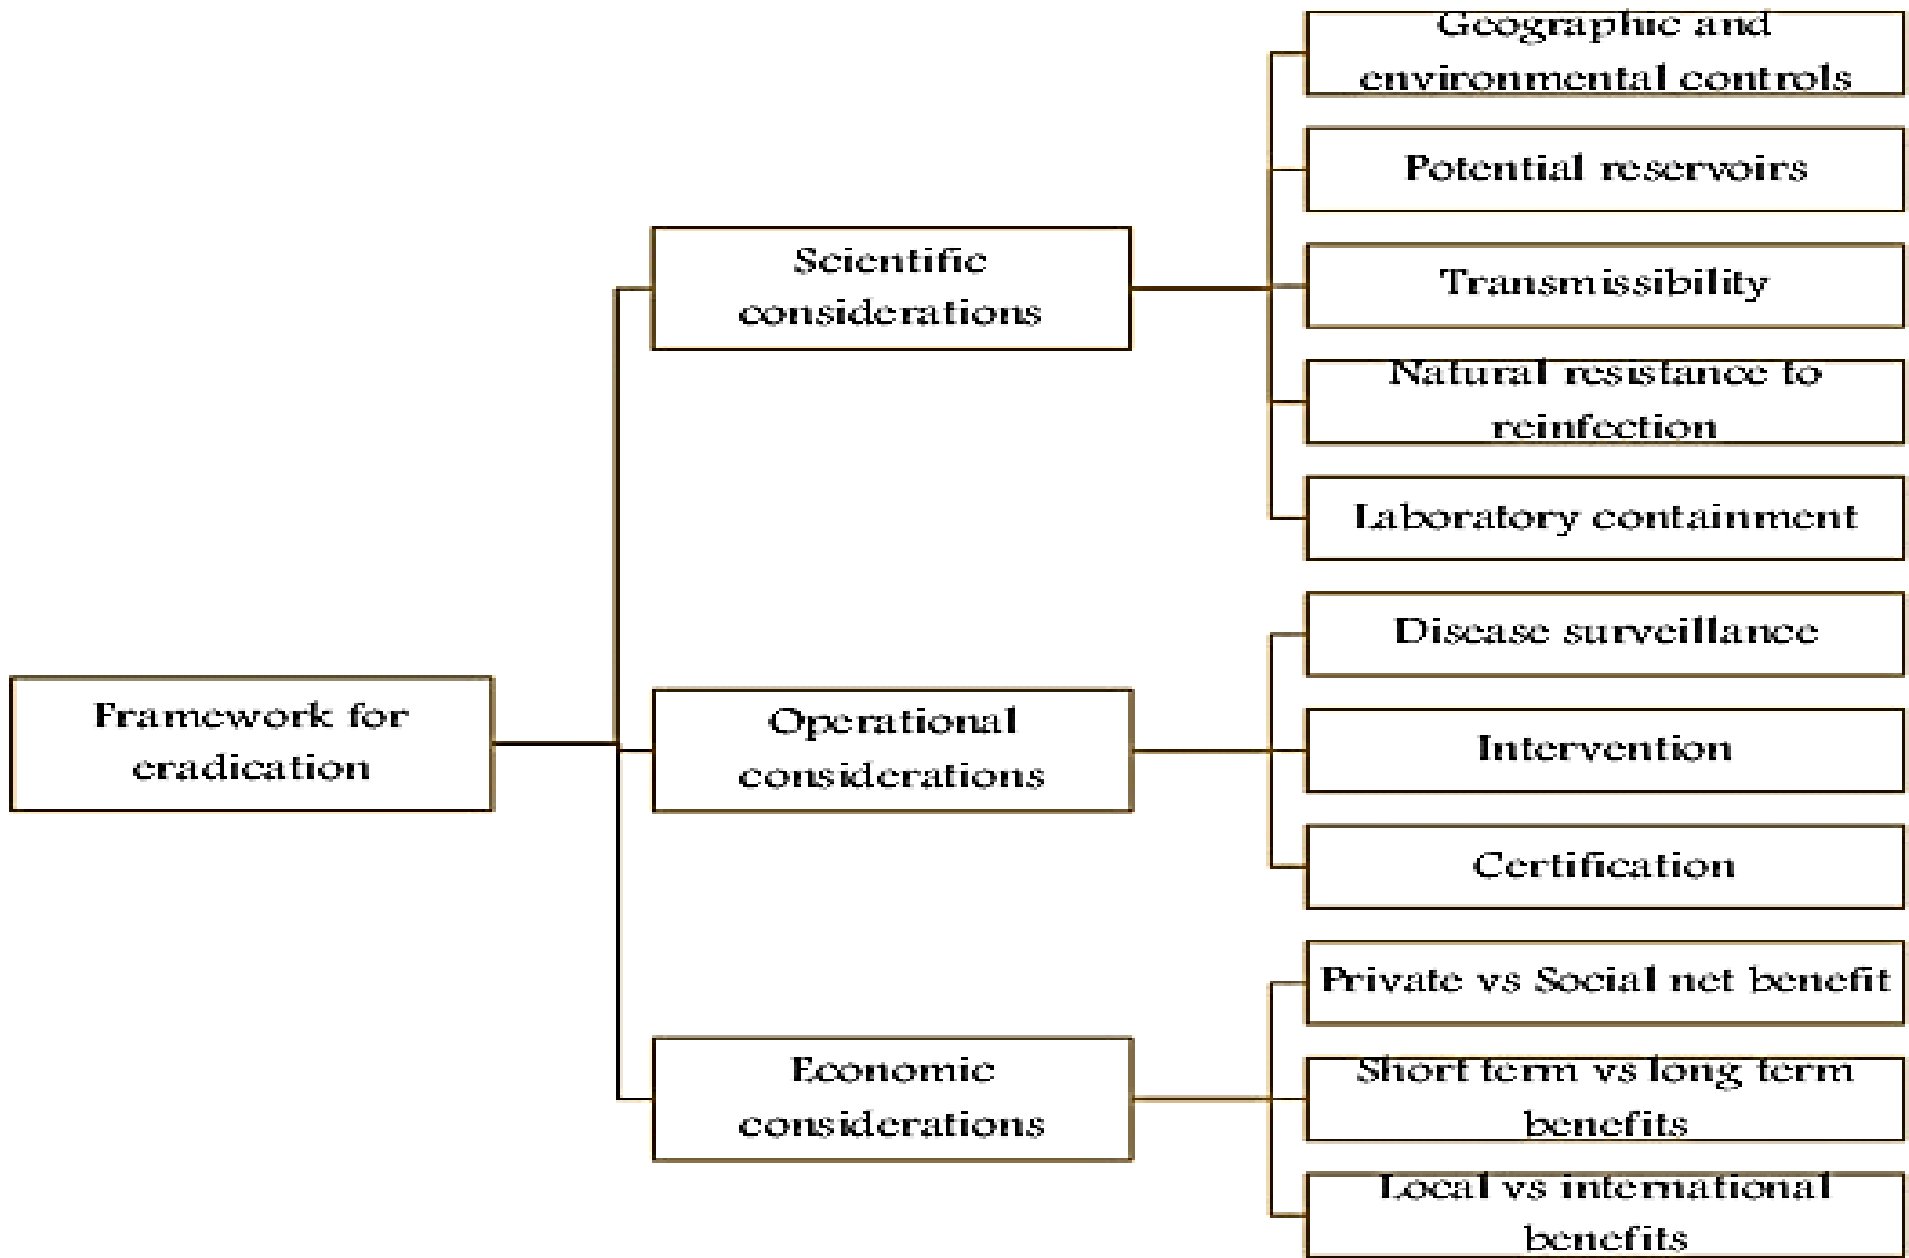 Geographic and
environmental controls
Potential reservoirs
Scientific
considerations
Transmissibility
Natural resistance to
reinfection
Laboratory containment
Disease surveillance
Framework for
eradication
Operational
considerations
Intervention
Certification
Private vs Social net benefit
Economic
considerations
Short term vs long term
benefits
Local vs international
benefits